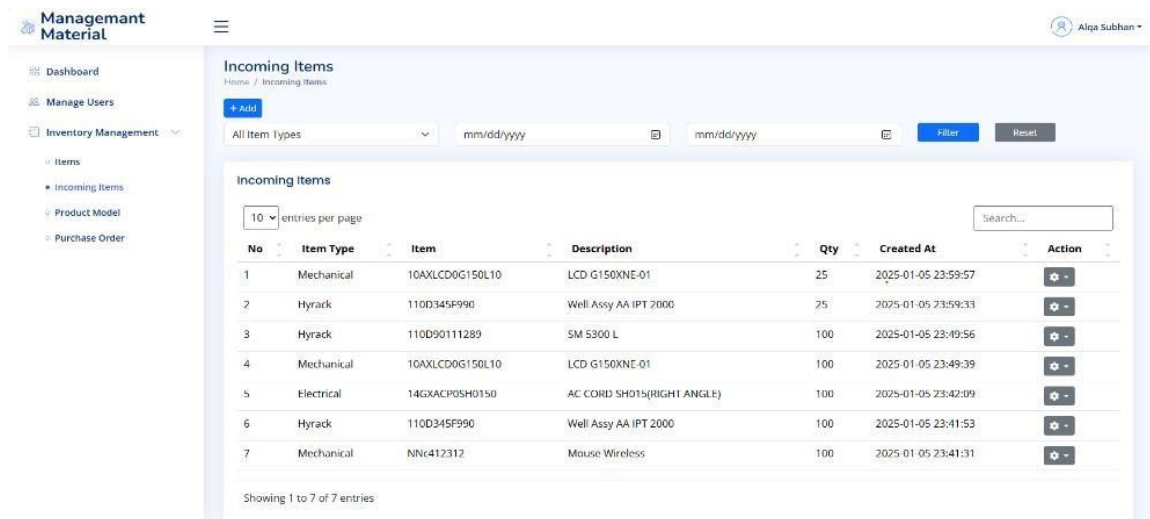 Managemant
Material
Alqa Subhan
Dashboard
Manage Users
Inventory Management
Items
Incoming Items
Product Model
Purchase Order
Incoming Items
Home / Incoming Items
+ Add
All Item Types mm/dd/yyyy mm/dd/yyyy Filter Reset
Incoming Items
10 entries per page Search...
No Item Type Item Description Qty Created At Action
1 Mechanical 10AXLCD0G150L10 LCD G150XNE-01 25 2025-01-05 23:59:57
2 Hyrack 110D345F990 Well Assy AA IPT 2000 25 2025-01-05 23:59:33
3 Hyrack 110D90111289 SM 5300 L 100 2025-01-05 23:49:56
4 Mechanical 10AXLCD0G150L10 LCD G150XNE-01 100 2025-01-05 23:49:39
5 Electrical 14GXACP0SH0150 AC CORD SH015(RIGHT ANGLE) 100 2025-01-05 23:42:09
6 Hyrack 110D345F990 Well Assy AA IPT 2000 100 2025-01-05 23:41:53
7 Mechanical NNc412312 Mouse Wireless 100 2025-01-05 23:41:31
Showing 1 to 7 of 7 entries